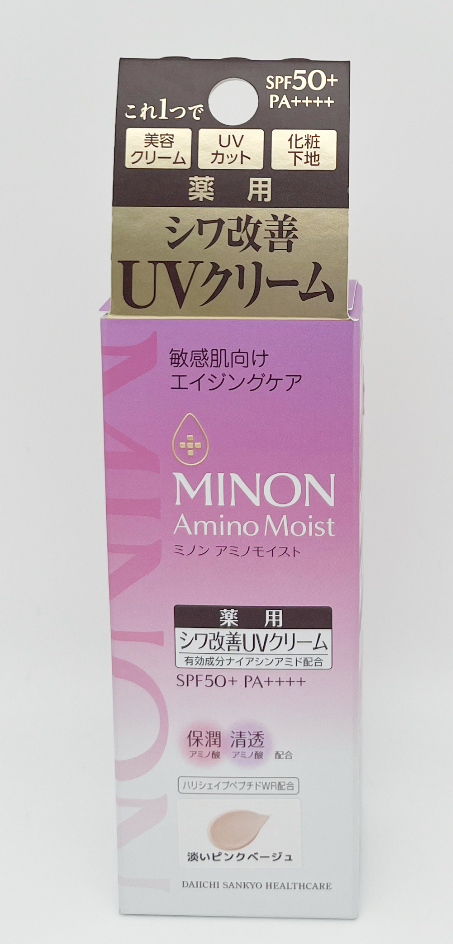 これ1つで
SPF50+
PA++++
美容
クリーム
UV
カット
化粧
下地
薬用
シワ改善
UVクリーム
敏感肌向け
エイジングケア
MINON
MINON
Amino Moist
ミノン アミノモイスト
薬用
シワ改善UVクリーム
有効成分ナイアシンアミド配合
SPF50+ PA++++
保潤 清透
アミノ酸 アミノ酸 配合
ハリシェイプペプチドWR配合
淡いピンクベージュ
DAIICHI SANKYO HEALTHCARE